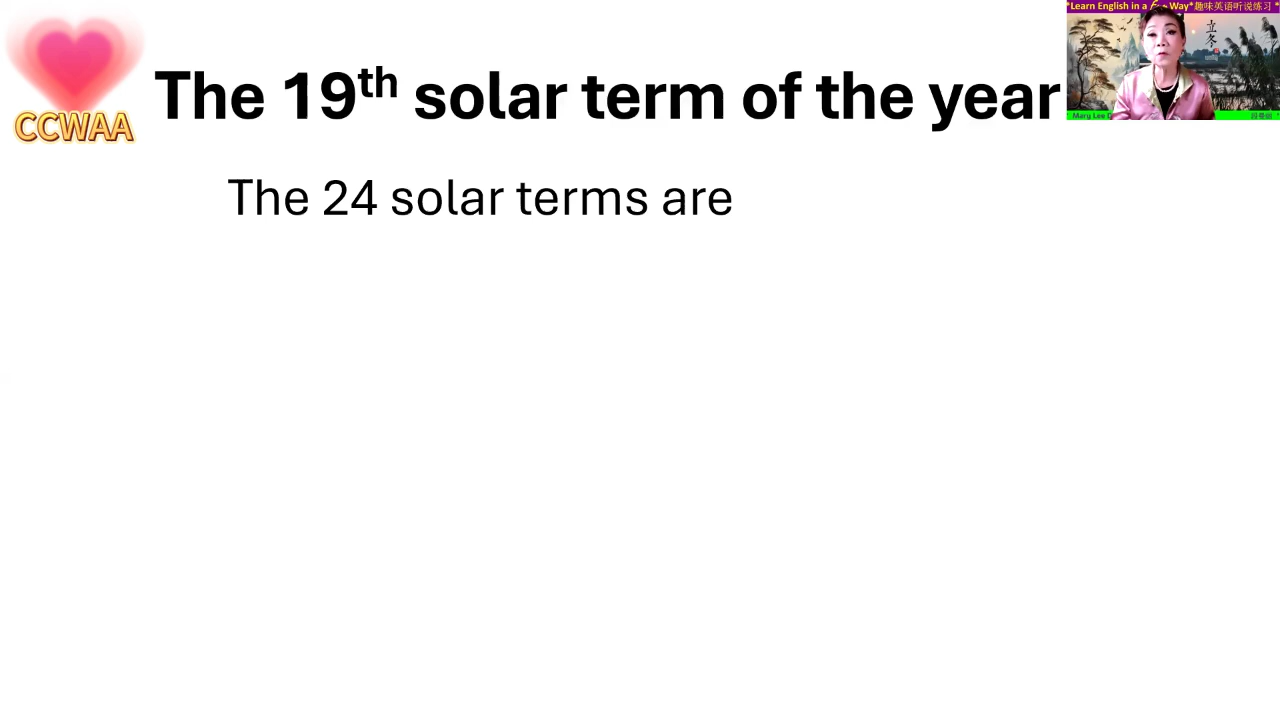 *Learn English in a Way*趣味英语听说练习 *
立冬
CCWAA
The 19th solar term of the year
Mary Lee
The 24 solar terms are